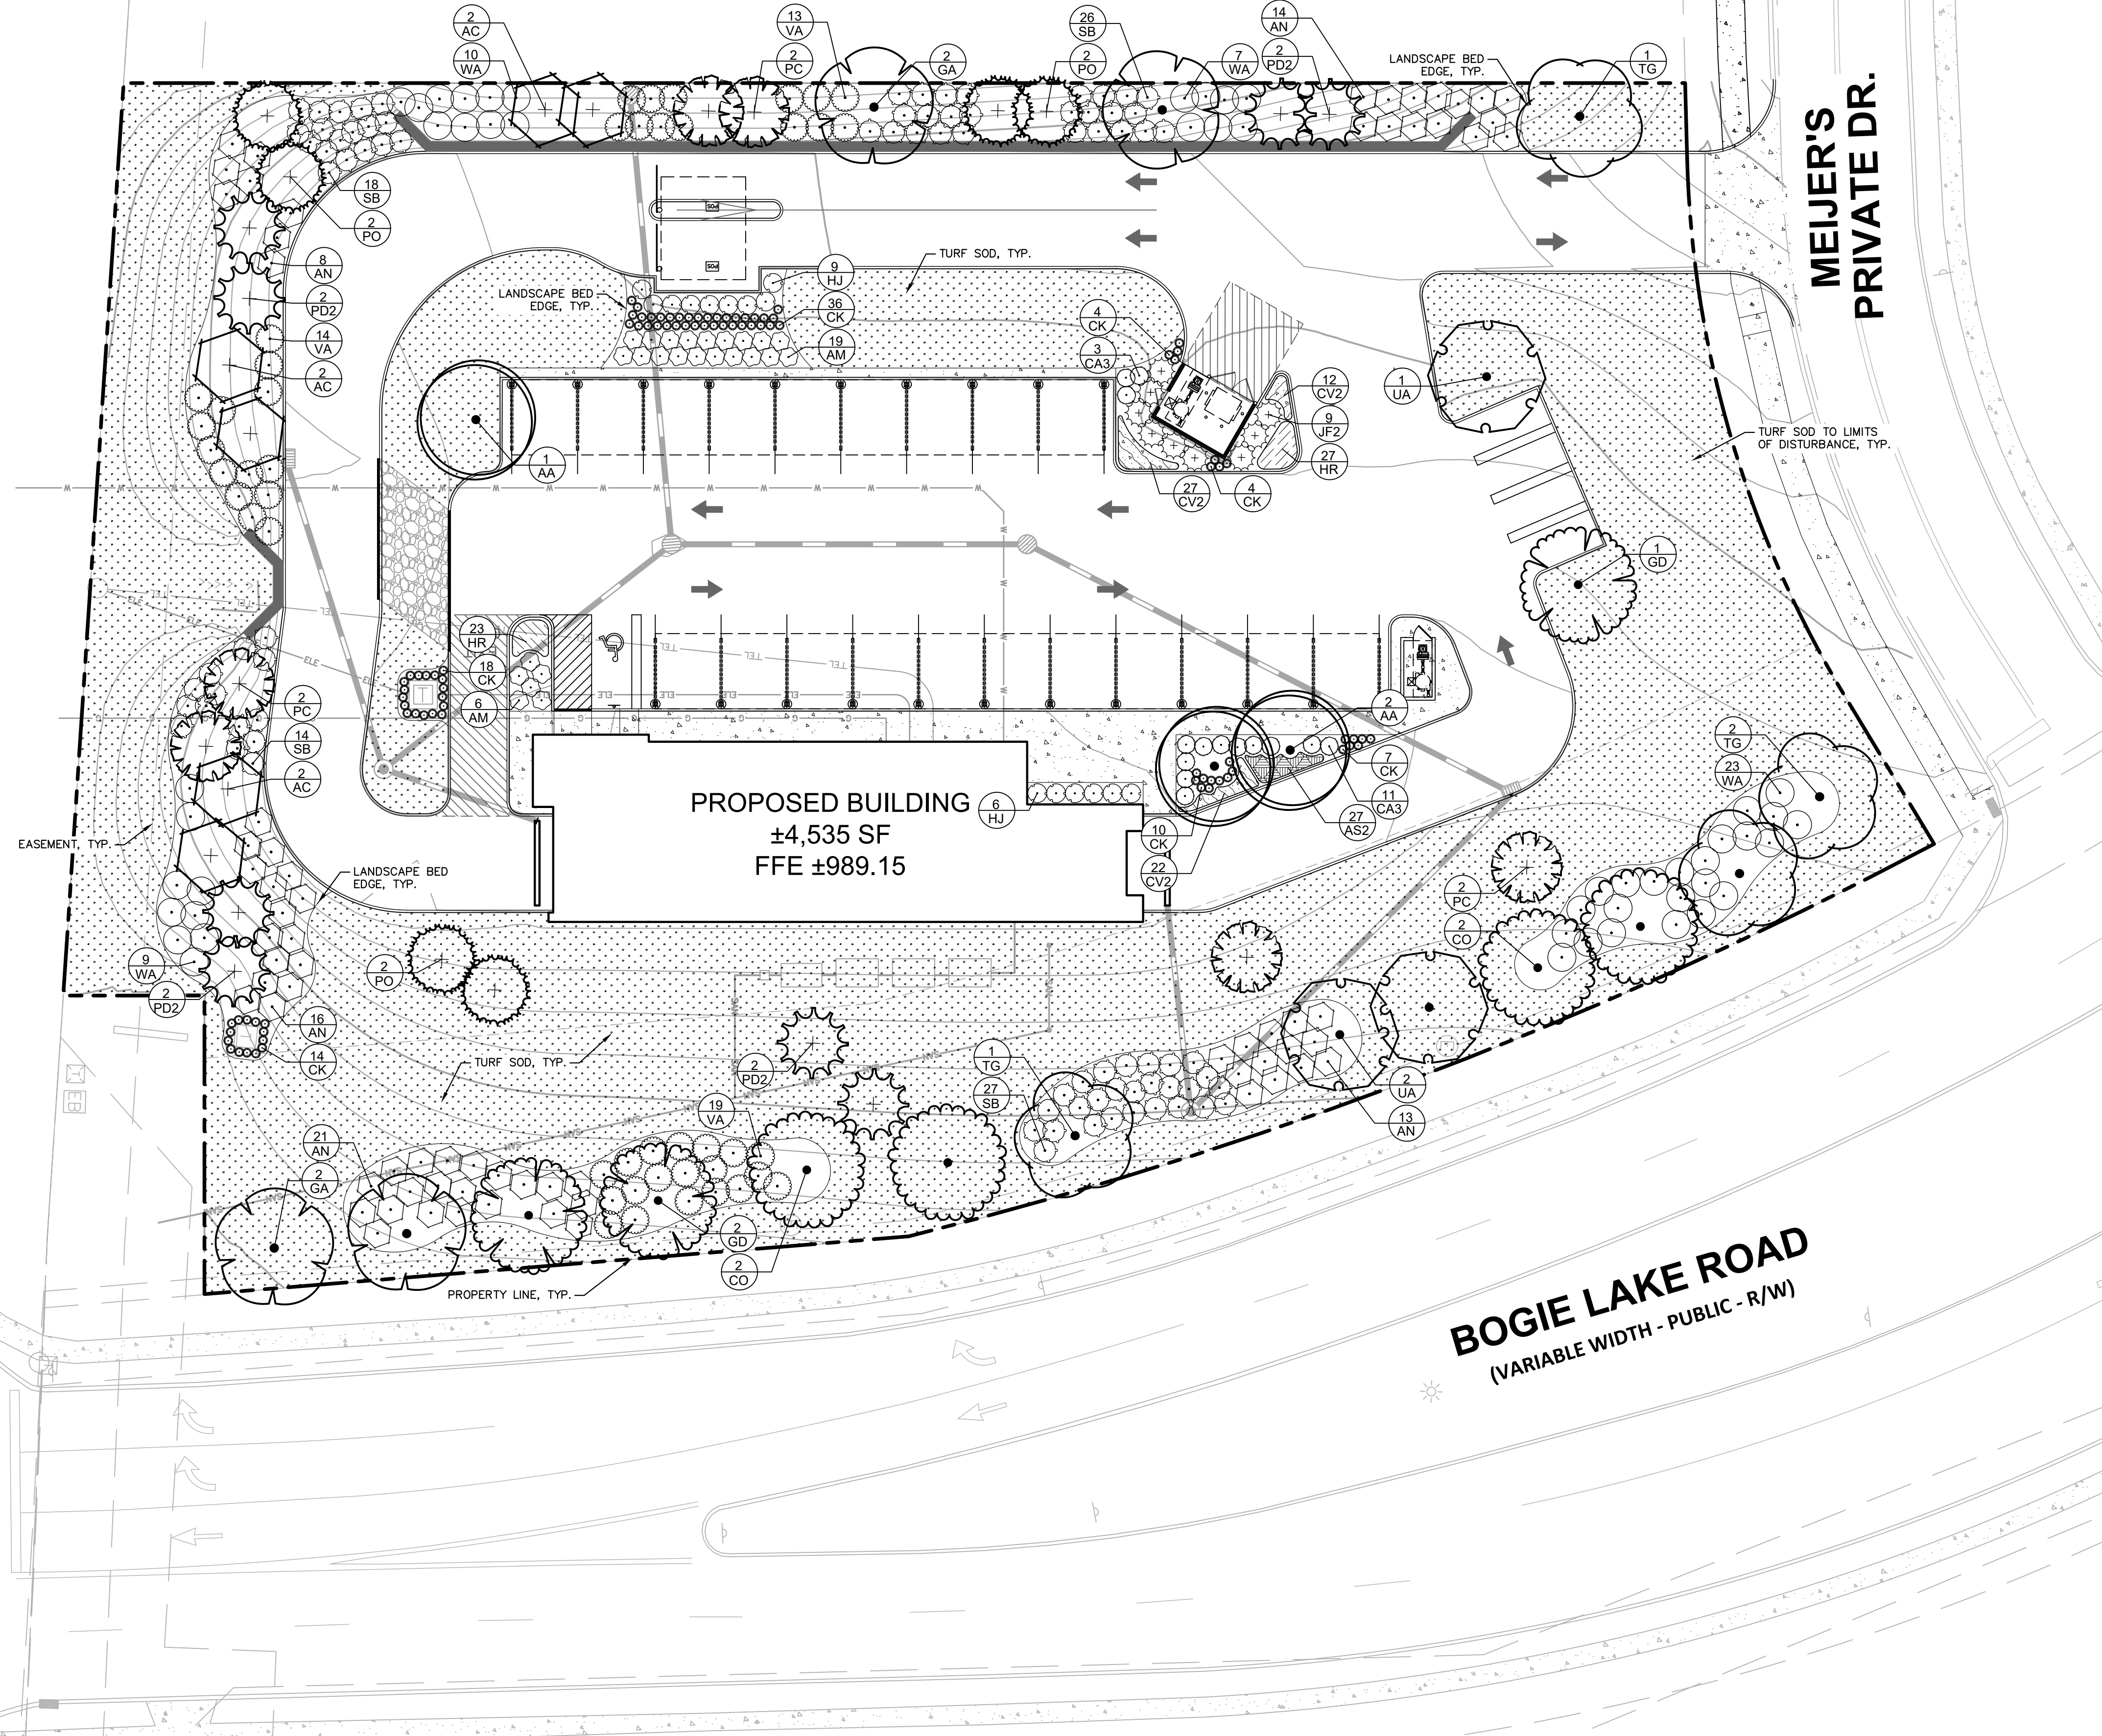 2
AC
10
WA
13
VA
2
PC
2
GA
26
SB
2
PO
7
WA
14
AN
2
PD2
LANDSCAPE BED
EDGE, TYP.
1
TG
MEIJER'S
PRIVATE DR.
18
SB
2
PO
8
AN
2
PD2
14
VA
2
AC
TURF SOD, TYP.
LANDSCAPE BED
EDGE, TYP.
9
HJ
36
CK
19
AM
4
CK
3
CA3
12
CV2
9
JF2
27
HR
27
CV2
4
CK
1
UA
TURF SOD TO LIMITS
OF DISTURBANCE, TYP.
1
AA
1
GD
23
HR
18
CK
6
AM
2
PC
14
SB
2
AC
EASEMENT, TYP.
LANDSCAPE BED
EDGE, TYP.
PROPOSED BUILDING
±4,535 SF
FFE ±989.15
6
HJ
2
AA
7
CK
11
CA3
27
AS2
10
CK
22
CV2
2
TG
23
WA
2
PC
2
CO
9
WA
2
PD2
16
AN
14
CK
2
PO
TURF SOD, TYP.
2
PD2
1
TG
27
SB
2
UA
13
AN
19
VA
21
AN
2
GA
2
GD
2
CO
PROPERTY LINE, TYP.
BOGIE LAKE ROAD
(VARIABLE WIDTH - PUBLIC - R/W)